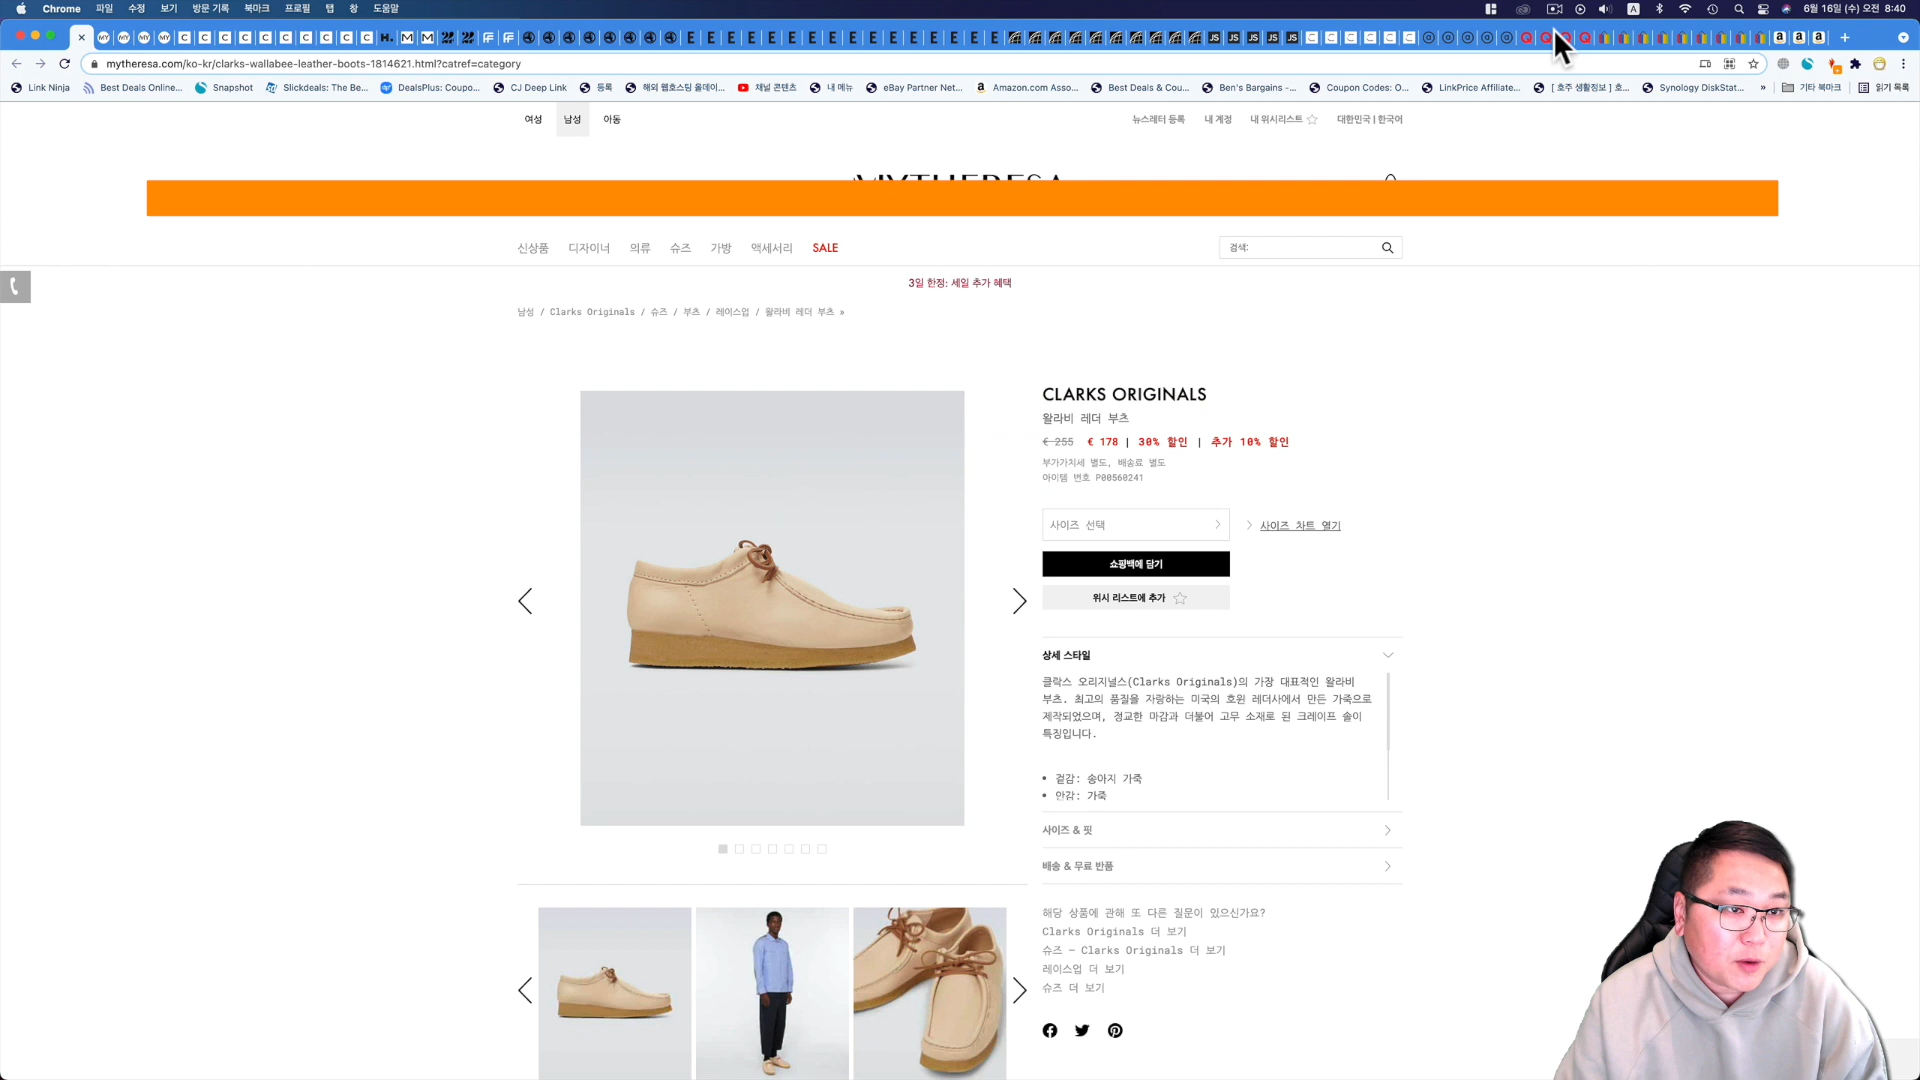 Chrome 파일 수정 보기 방문 기록 북마크 프로필 탭 창 도움말
6월 16일 (수) 오전 8:40
mytheresa.com/ko-kr/clarks-wallabee-leather-boots-1814621.html?catref=category
Link Ninja Best Deals Online... Snapshot Slickdeals: The Be... DealsPlus: Coupo... CJ Deep Link 등록 해외 웹호스팅 올데이... 채널 콘텐츠 내 메뉴 eBay Partner Net... Amazon.com Asso... Best Deals & Cou... Ben's Bargains -... Coupon Codes: O... LinkPrice Affiliate... [ 호주 생활정보 ] 호... Synology DiskStat... » 기타 북마크 읽기 목록
여성 남성 아동
뉴스레터 등록 내 계정 내 위시리스트 대한민국 | 한국어
MYTHERESA
신상품 디자이너 의류 슈즈 가방 액세서리 SALE
검색:
3일 한정: 세일 추가 혜택
남성 / Clarks Originals / 슈즈 / 부츠 / 레이스업 / 왈라비 레더 부츠 »
CLARKS ORIGINALS
왈라비 레더 부츠
€ 255 € 178 | 30% 할인 | 추가 10% 할인
부가가치세 별도, 배송료 별도
아이템 번호 P00560241
사이즈 선택
사이즈 차트 열기
쇼핑백에 담기
위시 리스트에 추가
상세 스타일
클락스 오리지널스(Clarks Originals)의 가장 대표적인 왈라비
부츠. 최고의 품질을 자랑하는 미국의 호윈 레더사에서 만든 가죽으로
제작되었으며, 정교한 마감과 더불어 고무 소재로 된 크레이프 솔이
특징입니다.
• 겉감: 송아지 가죽
• 안감: 가죽
사이즈 & 핏
배송 & 무료 반품
해당 상품에 관해 또 다른 질문이 있으신가요?
Clarks Originals 더 보기
슈즈 - Clarks Originals 더 보기
레이스업 더 보기
슈즈 더 보기